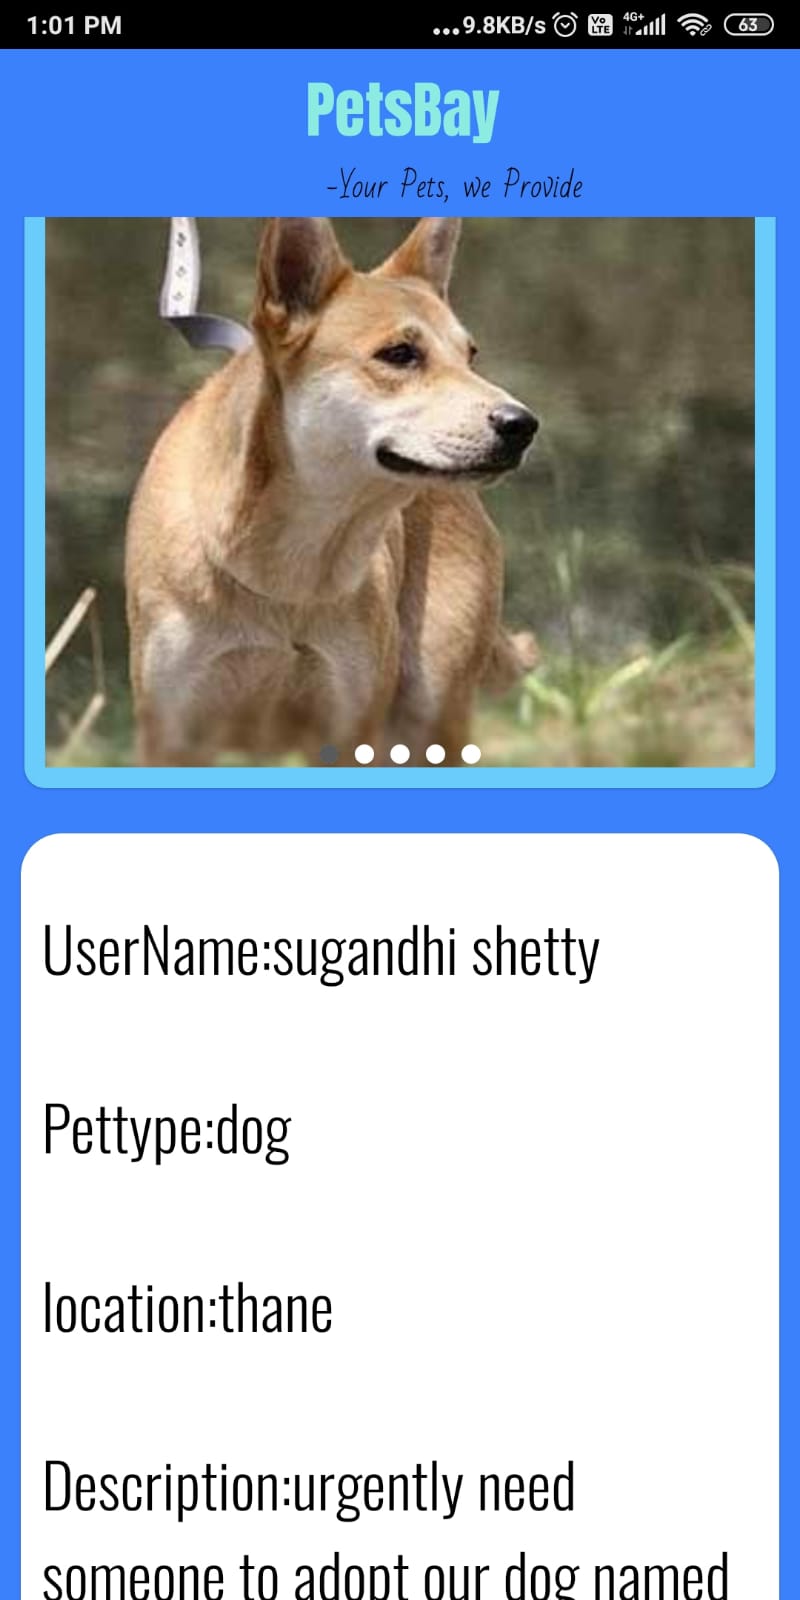 1:01 PM
...9.8KB/s Vo LTE 4G+ 63
PetsBay
-Your Pets, we Provide
UserName:sugandhi shetty
Pettype:dog
location:thane
Description:urgently need
someone to adopt our dog named